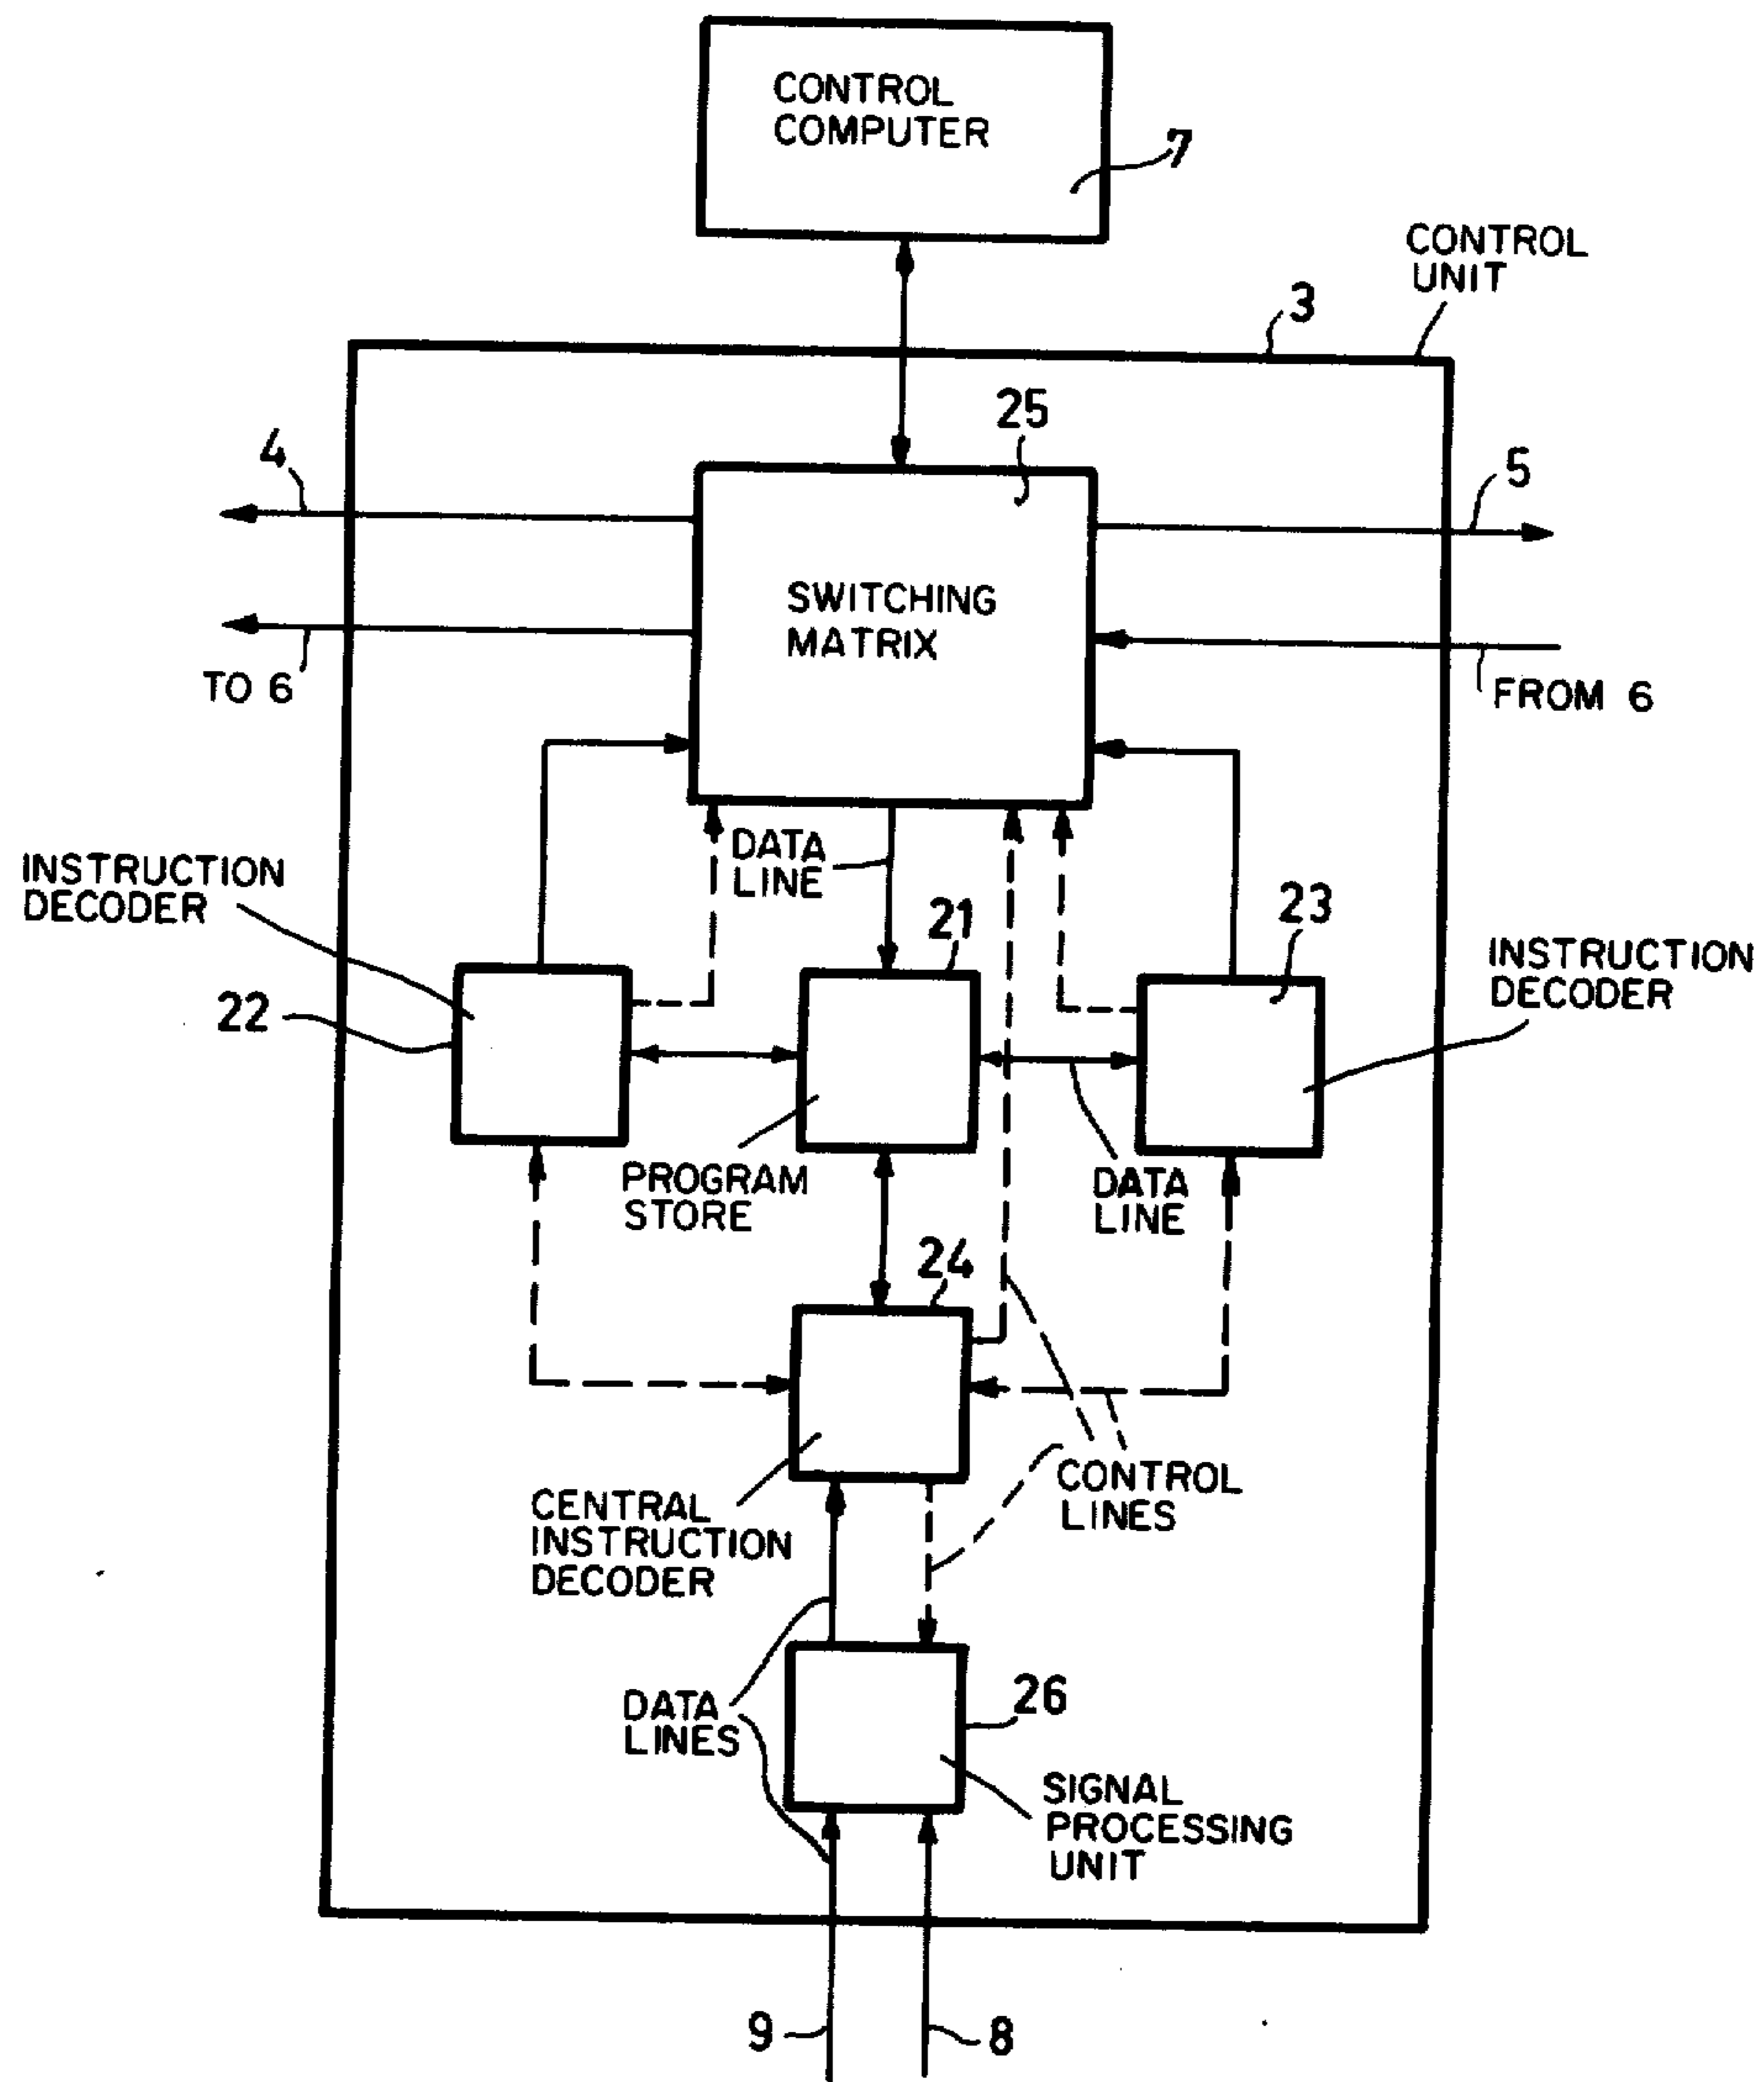 CONTROL
COMPUTER
7
CONTROL
UNIT
3
25
4
5
SWITCHING
MATRIX
TO 6
FROM 6
DATA
LINE
INSTRUCTION
DECODER
21
23
INSTRUCTION
DECODER
22
PROGRAM
STORE
DATA
LINE
24
CONTROL
LINES
CENTRAL
INSTRUCTION
DECODER
26
DATA
LINES
SIGNAL
PROCESSING
UNIT
9
8